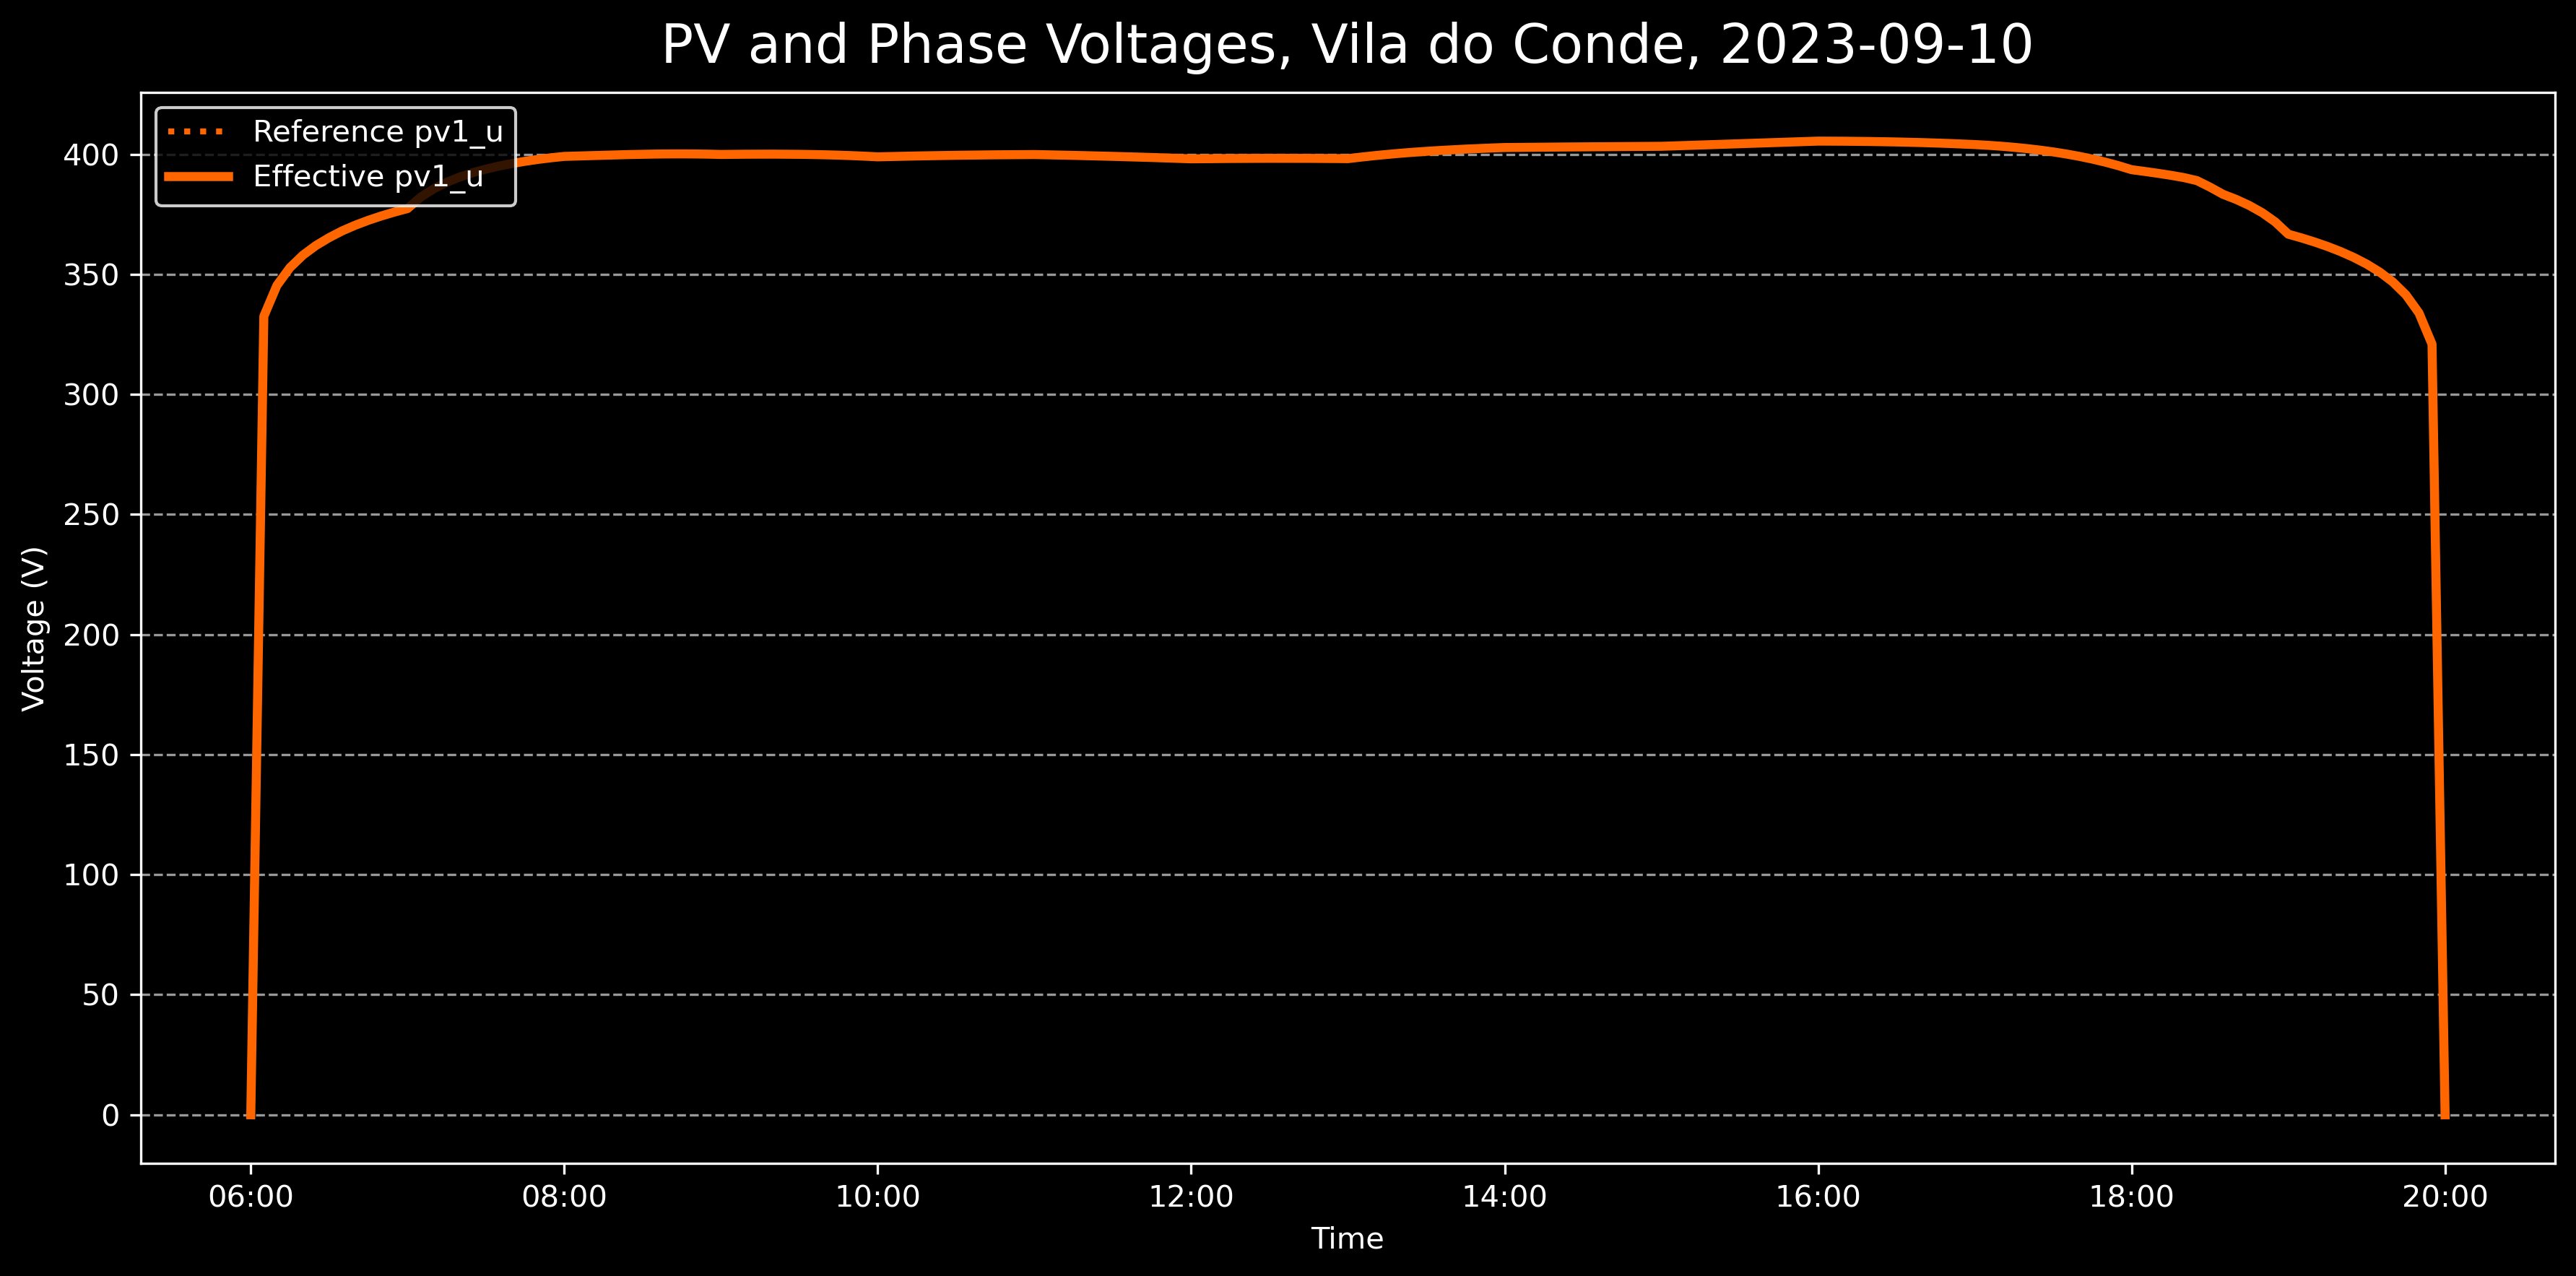 PV and Phase Voltages, Vila do Conde, 2023-09-10
Reference pv1_u
Effective pv1_u
400
350
300
250
200
150
100
50
0
Voltage (V)
06:00 08:00 10:00 12:00 14:00 16:00 18:00 20:00
Time